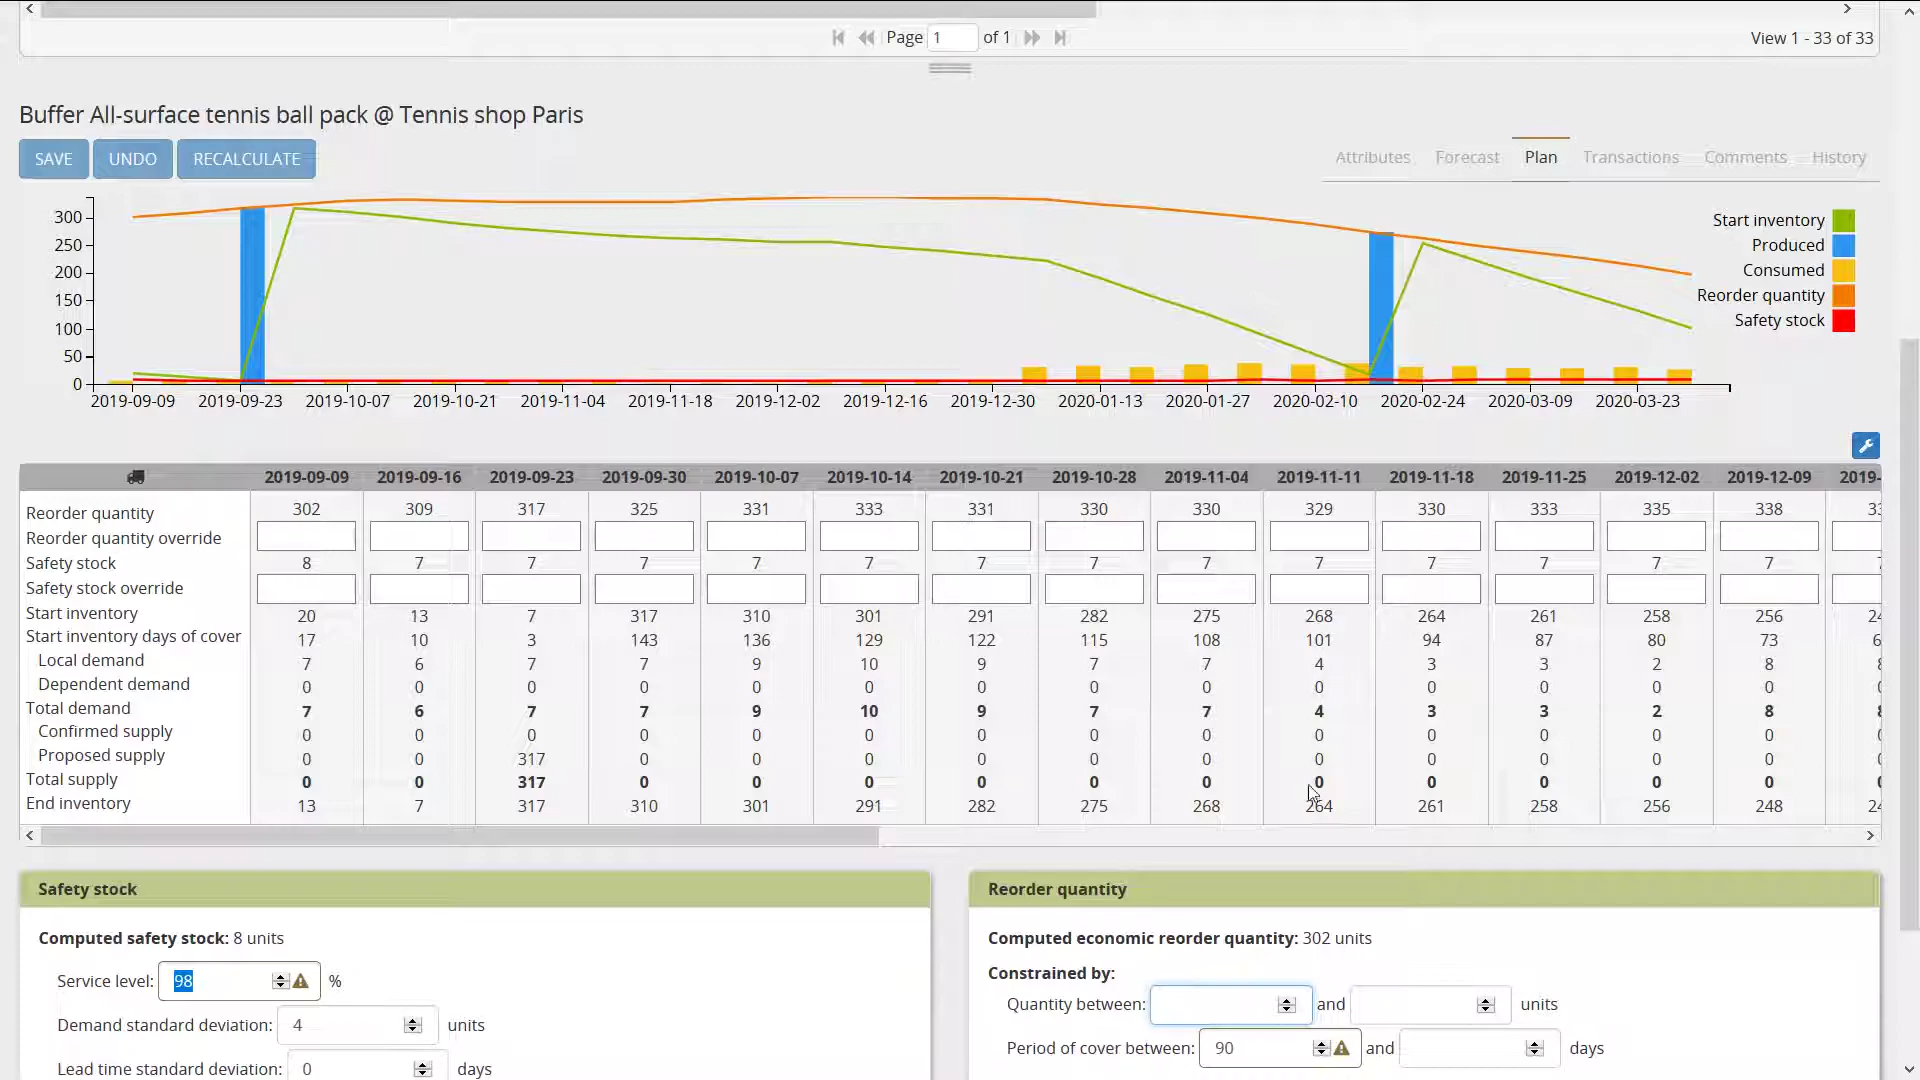 Page 1 of 1
View 1 - 33 of 33
Buffer All-surface tennis ball pack @ Tennis shop Paris
SAVE UNDO RECALCULATE
Attributes Forecast Plan Transactions Comments History
300
250
200
150
100
50
0
Start inventory
Produced
Consumed
Reorder quantity
Safety stock
2019-09-09 2019-09-23 2019-10-07 2019-10-21 2019-11-04 2019-11-18 2019-12-02 2019-12-16 2019-12-30 2020-01-13 2020-01-27 2020-02-10 2020-02-24 2020-03-09 2020-03-23
2019-09-09 2019-09-16 2019-09-23 2019-09-30 2019-10-07 2019-10-14 2019-10-21 2019-10-28 2019-11-04 2019-11-11 2019-11-18 2019-11-25 2019-12-02 2019-12-09 2019-
Reorder quantity 302 309 317 325 331 333 331 330 330 329 330 333 335 338
Reorder quantity override
Safety stock 8 7 7 7 7 7 7 7 7 7 7 7 7 7
Safety stock override
Start inventory 20 13 7 317 310 301 291 282 275 268 264 261 258 256
Start inventory days of cover 17 10 3 143 136 129 122 115 108 101 94 87 80 73
Local demand 7 6 7 7 9 10 9 7 7 4 3 3 2 8
Dependent demand 0 0 0 0 0 0 0 0 0 0 0 0 0 0
Total demand 7 6 7 7 9 10 9 7 7 4 3 3 2 8
Confirmed supply 0 0 0 0 0 0 0 0 0 0 0 0 0 0
Proposed supply 0 0 317 0 0 0 0 0 0 0 0 0 0 0
Total supply 0 0 317 0 0 0 0 0 0 0 0 0 0 0
End inventory 13 7 317 310 301 291 282 275 268 264 261 258 256 248
Safety stock
Computed safety stock: 8 units
Service level: 98 %
Demand standard deviation: 4 units
Lead time standard deviation: 0 days
Reorder quantity
Computed economic reorder quantity: 302 units
Constrained by:
Quantity between: and units
Period of cover between: 90 and days